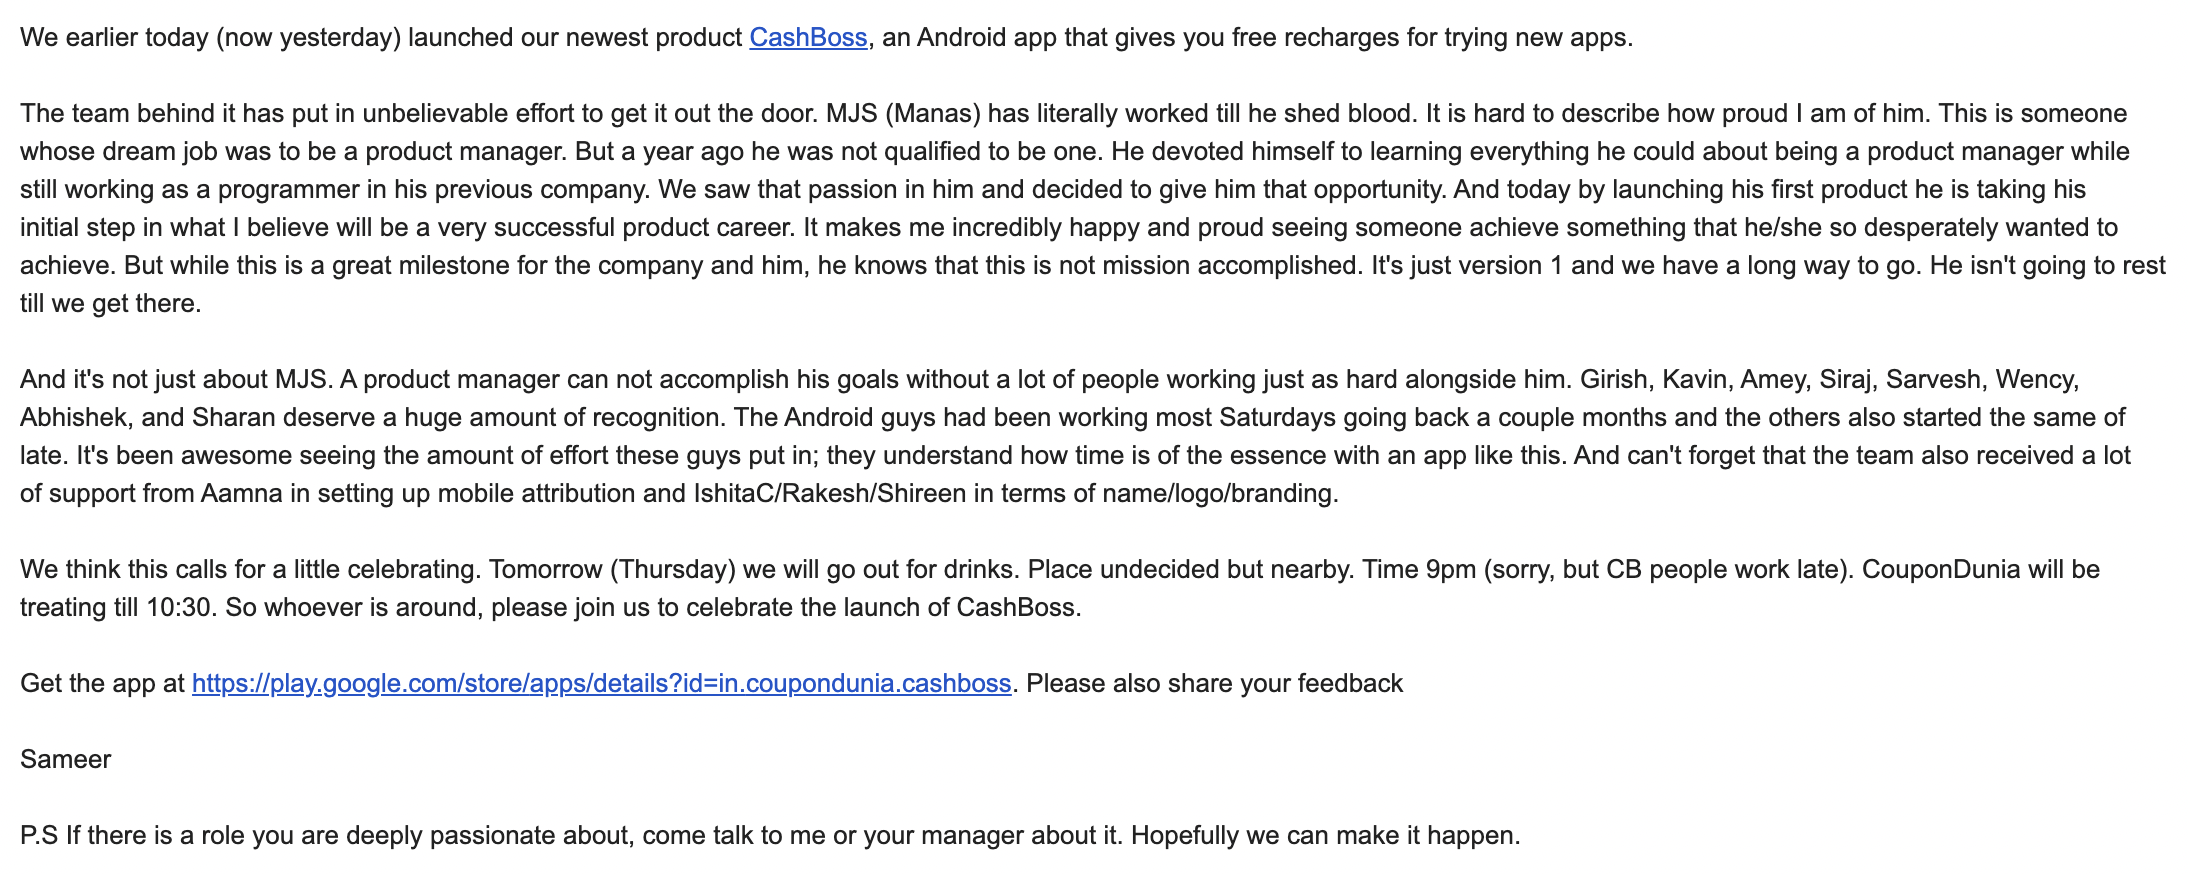 We earlier today (now yesterday) launched our newest product CashBoss, an Android app that gives you free recharges for trying new apps.
The team behind it has put in unbelievable effort to get it out the door. MJS (Manas) has literally worked till he shed blood. It is hard to describe how proud I am of him. This is someone
whose dream job was to be a product manager. But a year ago he was not qualified to be one. He devoted himself to learning everything he could about being a product manager while
still working as a programmer in his previous company. We saw that passion in him and decided to give him that opportunity. And today by launching his first product he is taking his
initial step in what I believe will be a very successful product career. It makes me incredibly happy and proud seeing someone achieve something that he/she so desperately wanted to
achieve. But while this is a great milestone for the company and him, he knows that this is not mission accomplished. It's just version 1 and we have a long way to go. He isn't going to rest
till we get there.
And it's not just about MJS. A product manager can not accomplish his goals without a lot of people working just as hard alongside him. Girish, Kavin, Amey, Siraj, Sarvesh, Wency,
Abhishek, and Sharan deserve a huge amount of recognition. The Android guys had been working most Saturdays going back a couple months and the others also started the same of
late. It's been awesome seeing the amount of effort these guys put in; they understand how time is of the essence with an app like this. And can't forget that the team also received a lot
of support from Aamna in setting up mobile attribution and IshitaC/Rakesh/Shireen in terms of name/logo/branding.
We think this calls for a little celebrating. Tomorrow (Thursday) we will go out for drinks. Place undecided but nearby. Time 9pm (sorry, but CB people work late). CouponDunia will be
treating till 10:30. So whoever is around, please join us to celebrate the launch of CashBoss.
Get the app at https://play.google.com/store/apps/details?id=in.coupondunia.cashboss. Please also share your feedback
Sameer
P.S If there is a role you are deeply passionate about, come talk to me or your manager about it. Hopefully we can make it happen.